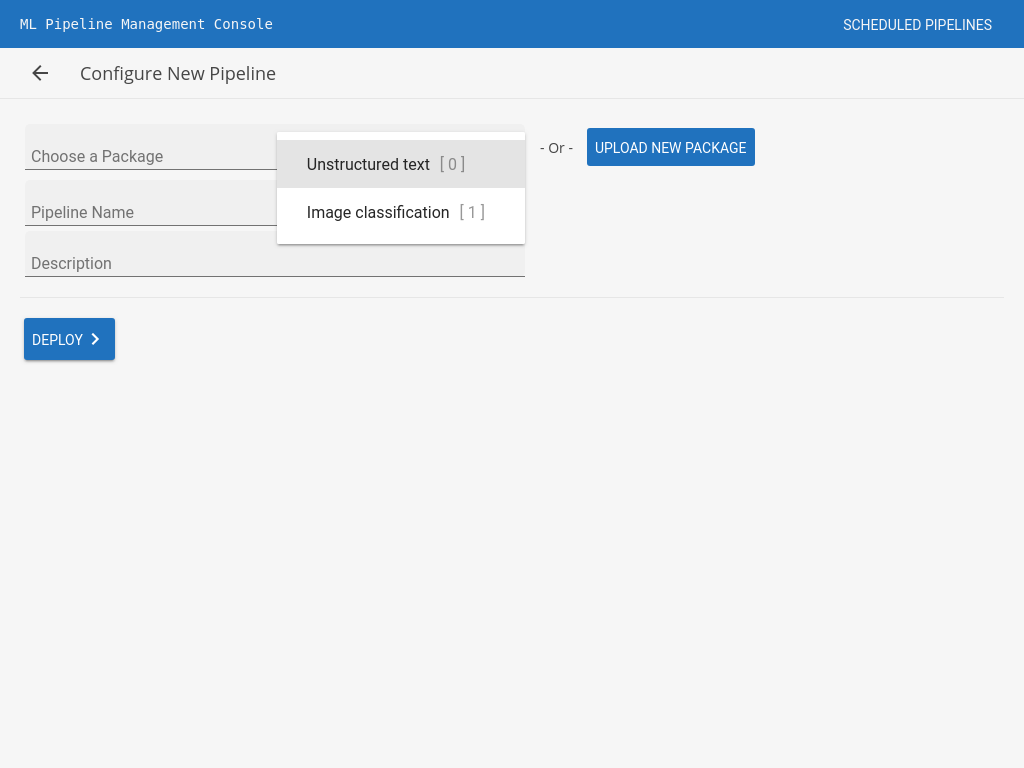 ML Pipeline Management Console
SCHEDULED PIPELINES
Configure New Pipeline
Choose a Package
Unstructured text [ 0 ]
- Or -
UPLOAD NEW PACKAGE
Pipeline Name
Image classification [ 1 ]
Description
DEPLOY